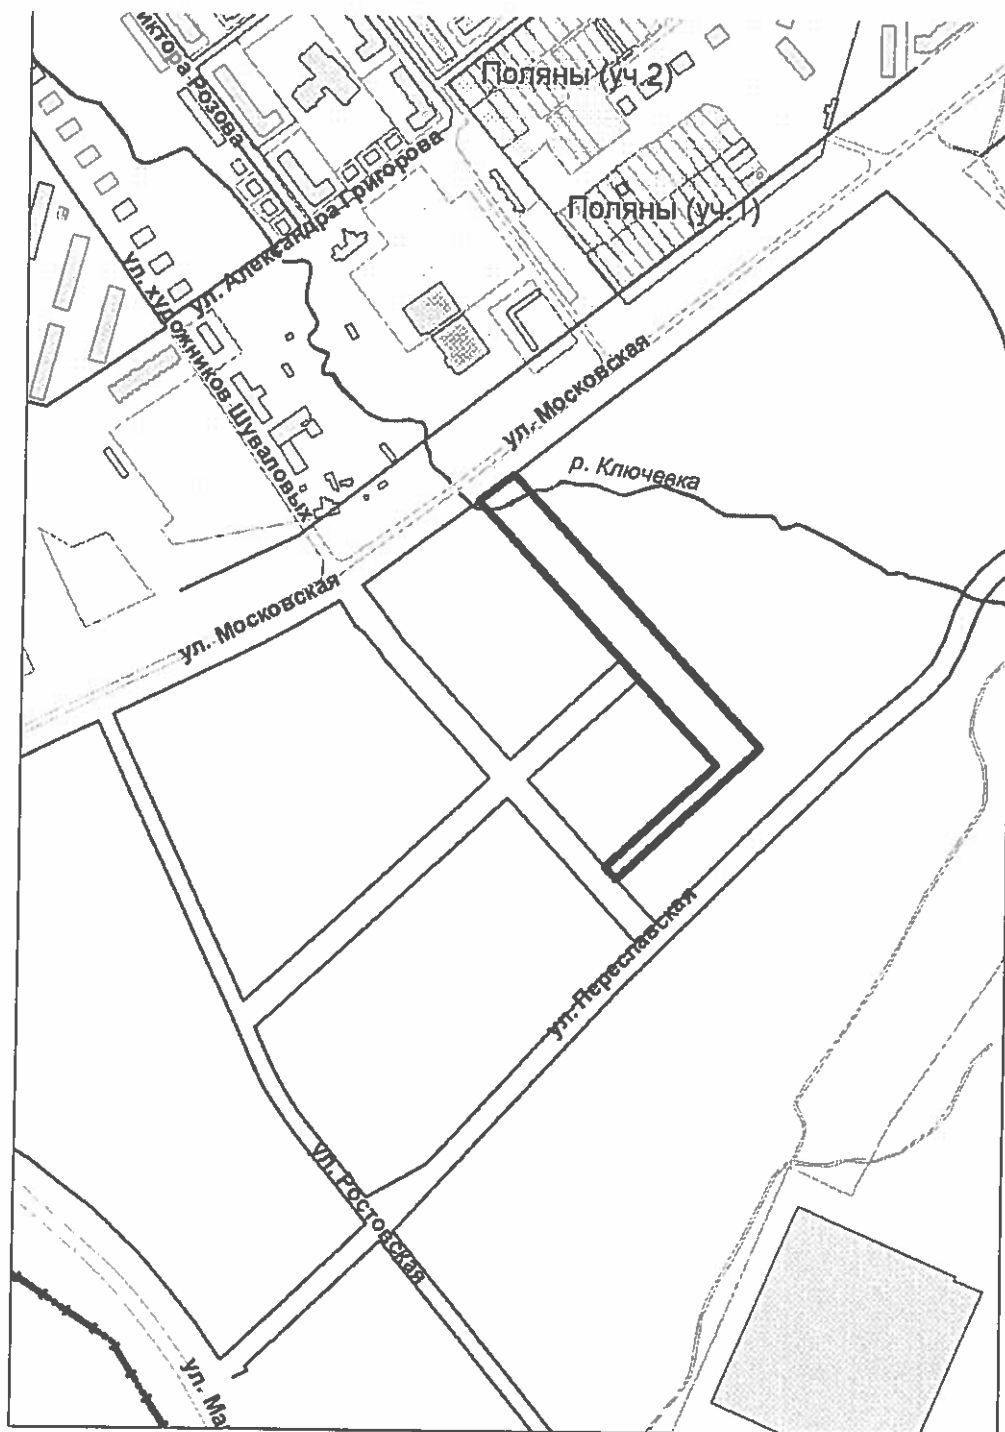 иктора Розова
Поляны (уч.2)
ул. Александра Григорова
Поляны (уч.1)
ул. художников Шуваловых
ул. Московская
р. Ключевка
ул. Московская
ул. Переславская
ул. Ростовская
ул. Ма